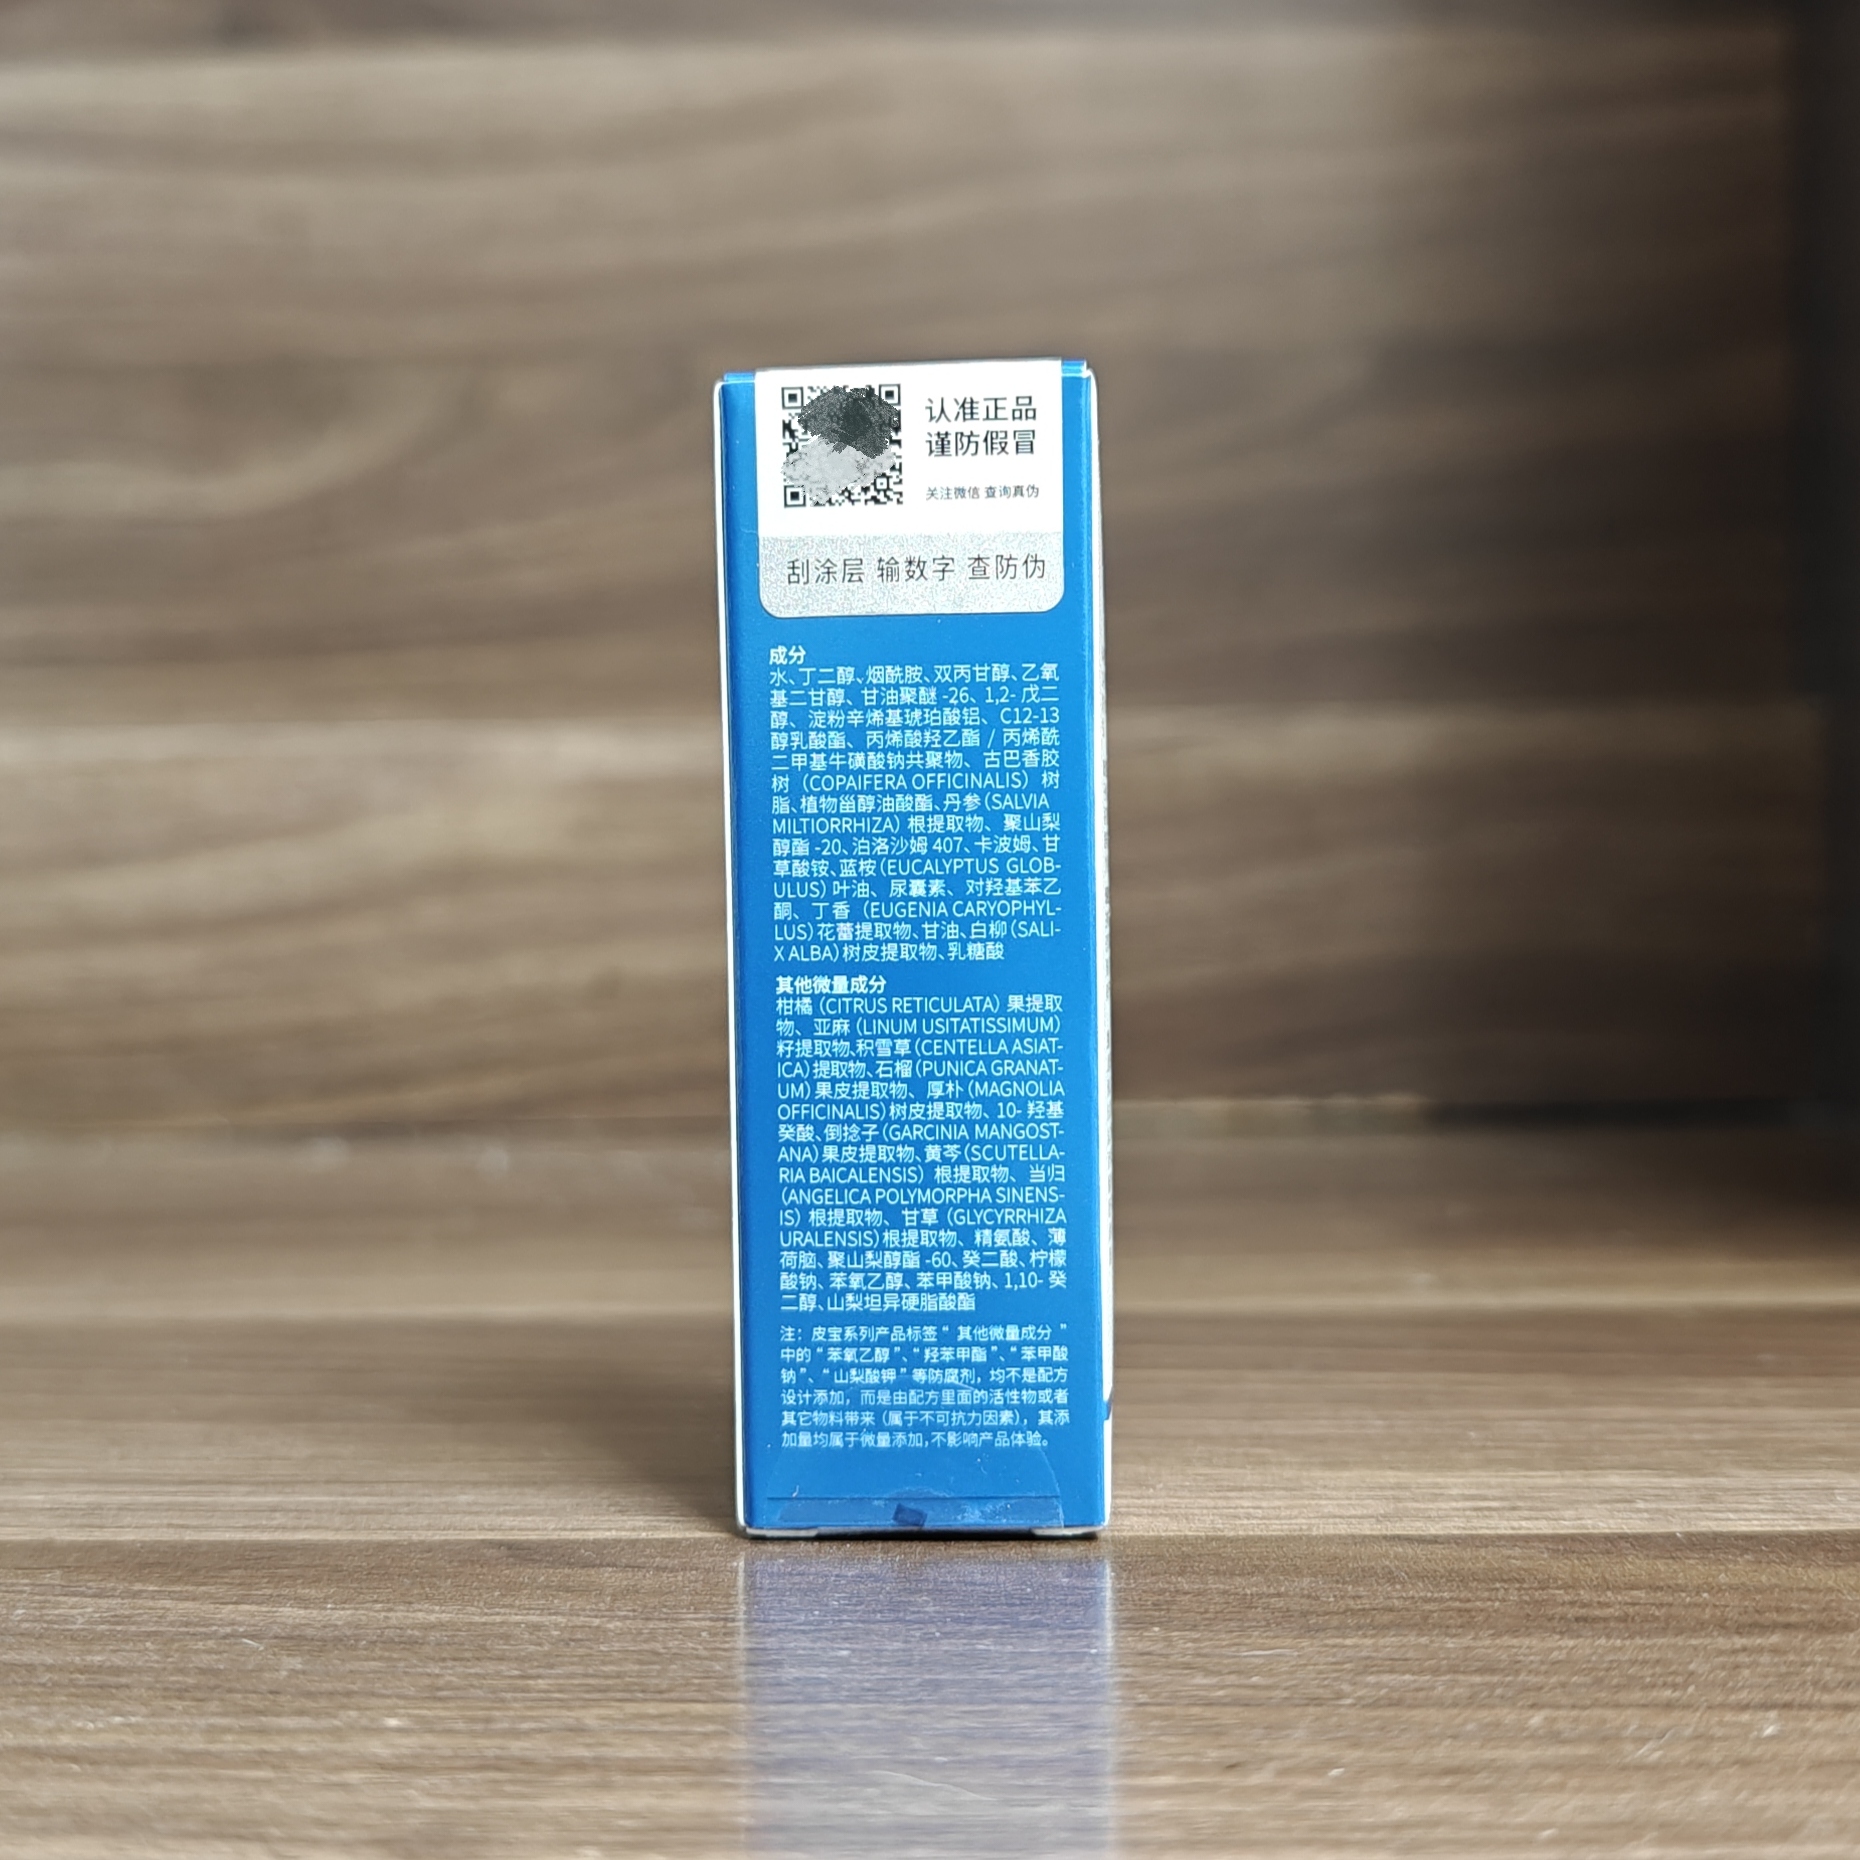 认准正品
谨防假冒
关注微信 查询真伪
刮涂层 输数字 查防伪
成分
水、丁二醇、烟酰胺、双丙甘醇、乙氧
基二甘醇、甘油聚醚 -26、1,2- 戊二
醇、淀粉辛烯基琥珀酸铝、C12-13
醇乳酸酯、丙烯酸羟乙酯 / 丙烯酰
二甲基牛磺酸钠共聚物、古巴香胶
树（COPAIFERA OFFICINALIS）树
脂、植物甾醇油酸酯、丹参（SALVIA
MILTIORRHIZA）根提取物、聚山梨
醇酯 -20、泊洛沙姆 407、卡波姆、甘
草酸铵、蓝桉（EUCALYPTUS GLOB-
ULUS）叶油、尿囊素、对羟基苯乙
酮、丁香（EUGENIA CARYOPHYL-
LUS）花蕾提取物、甘油、白柳（SALI-
X ALBA）树皮提取物、乳糖酸
其他微量成分
柑橘（CITRUS RETICULATA）果提取
物、亚麻（LINUM USITATISSIMUM）
籽提取物、积雪草（CENTELLA ASIAT-
ICA）提取物、石榴（PUNICA GRANAT-
UM）果皮提取物、厚朴（MAGNOLIA
OFFICINALIS）树皮提取物、10- 羟基
癸酸、倒捻子（GARCINIA MANGOST-
ANA）果皮提取物、黄芩（SCUTELLA-
RIA BAICALENSIS）根提取物、当归
（ANGELICA POLYMORPHA SINENS-
IS）根提取物、甘草（GLYCYRRHIZA
URALENSIS）根提取物、精氨酸、薄
荷脑、聚山梨醇酯 -60、癸二酸、柠檬
酸钠、苯氧乙醇、苯甲酸钠、1,10- 癸
二醇、山梨坦异硬脂酸酯
注：皮宝系列产品标签“ 其他微量成分 ”
中的“ 苯氧乙醇 ”、“ 羟苯甲酯 ”、“ 苯甲酸
钠 ”、“ 山梨酸钾 ” 等防腐剂，均不是配方
设计添加，而是由配方里面的活性物或者
其它物料带来（属于不可抗力因素），其添
加量均属于微量添加，不影响产品体验。